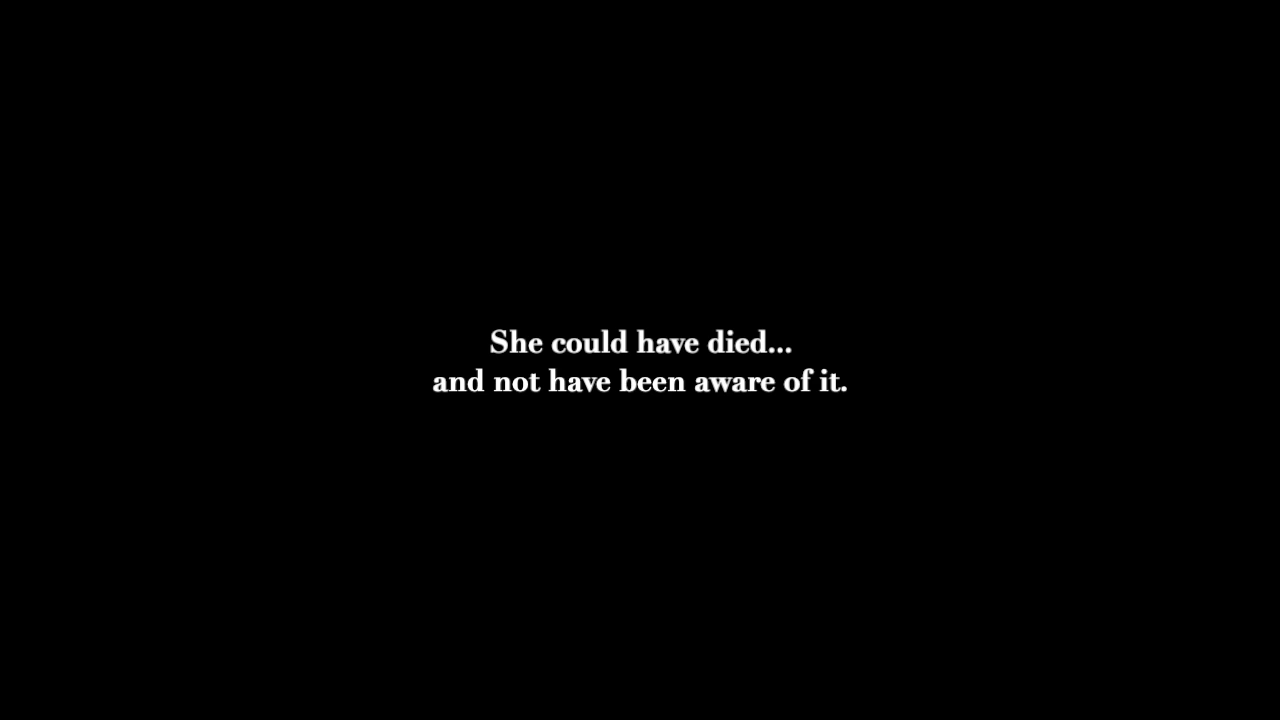 She could have died...
and not have been aware of it.